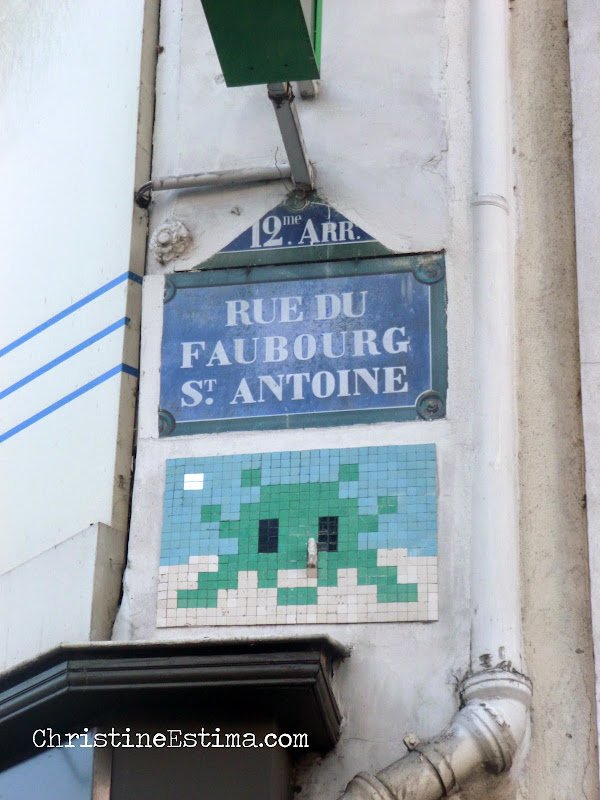 12me. ARR.
RUE DU
FAUBOURG
ST. ANTOINE
ChristineEstima.com